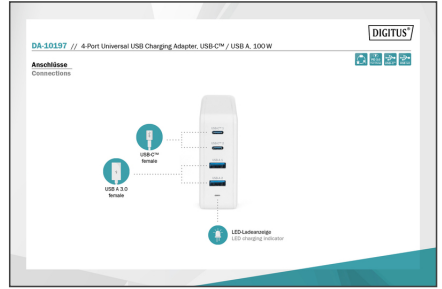 DIGITUS®
DA-10197 // 4-Port Universal USB Charging Adapter, USB-C™ / USB A, 100 W
Anschlüsse
Connections
USB-C™
female
USB A 3.0
female
LED-Ladeanzeige
LED charging indicator